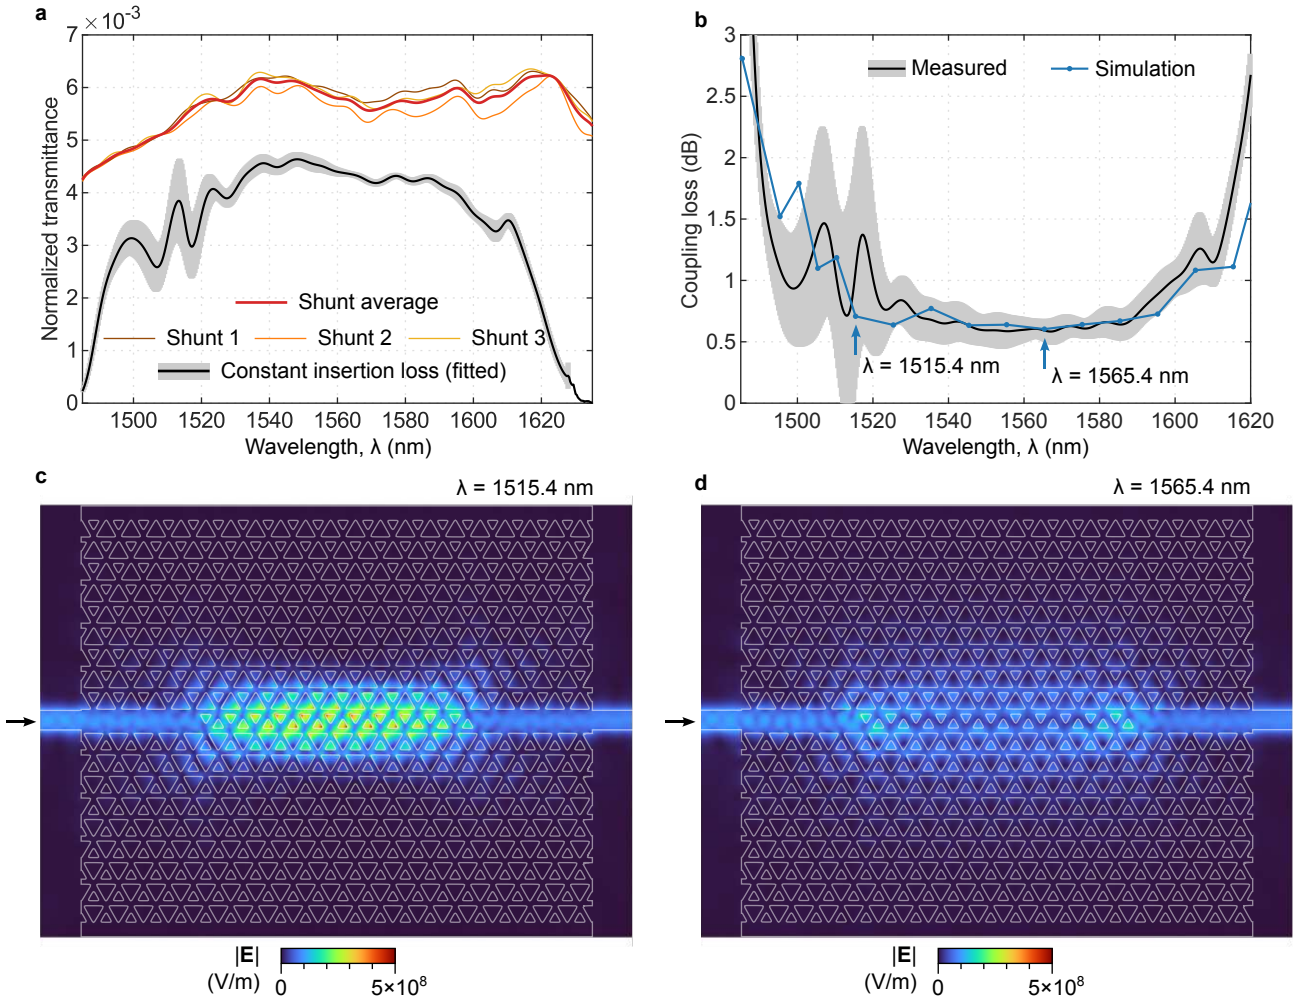 a
7 ×10⁻³
6
5
4
3
2
1
0
Normalized transmittance
Shunt average
Shunt 1
Shunt 2
Shunt 3
Constant insertion loss (fitted)
1500 1520 1540 1560 1580 1600 1620
Wavelength, λ (nm)
b
3
2.5
2
1.5
1
0.5
0
Coupling loss (dB)
Measured
Simulation
λ = 1515.4 nm
λ = 1565.4 nm
1500 1520 1540 1560 1580 1600 1620
Wavelength, λ (nm)
c
λ = 1515.4 nm
|E|
(V/m)
0
5×10⁸
d
λ = 1565.4 nm
|E|
(V/m)
0
5×10⁸